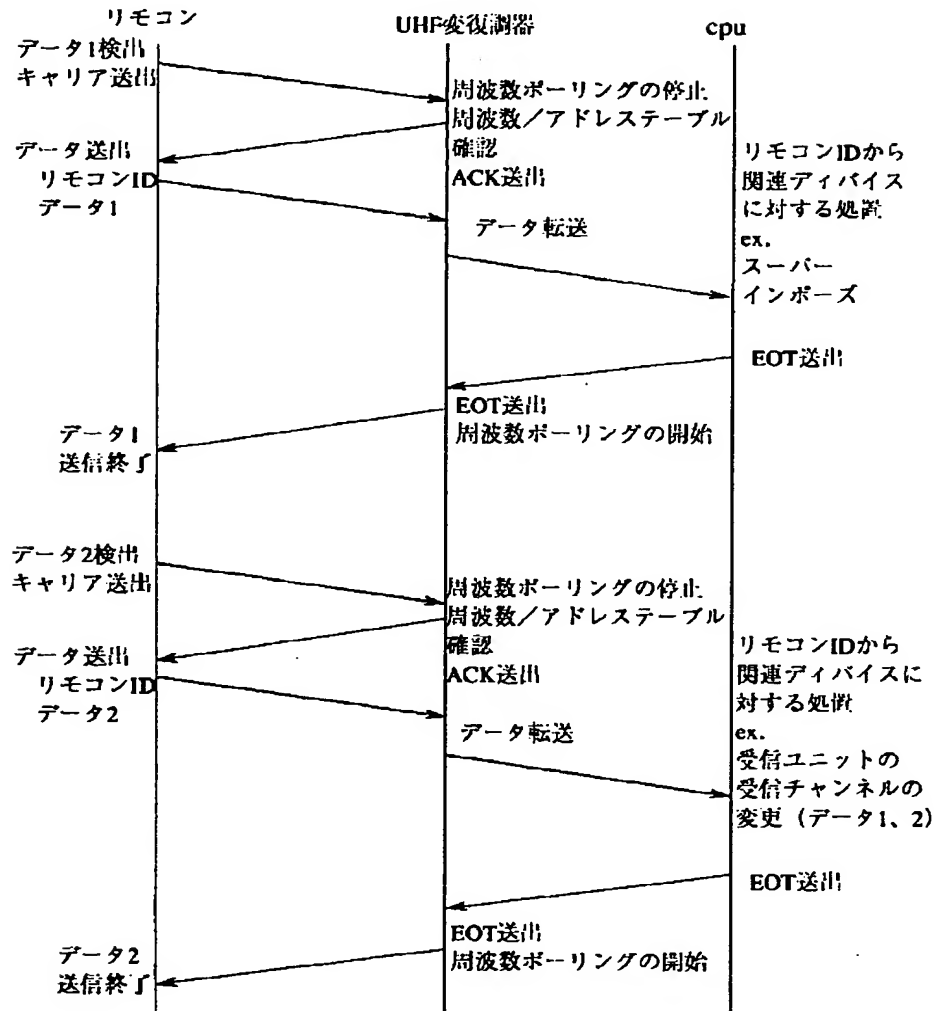 リモコン
UHF変復調器
cpu
データ1検出
キャリア送出
周波数ポーリングの停止
周波数／アドレステーブル
確認
ACK送出
データ送出
リモコンID
データ1
リモコンIDから
関連ディバイス
に対する処置
ex.
スーパー
インポーズ
データ転送
EOT送出
EOT送出
周波数ポーリングの開始
データ1
送信終了
データ2検出
キャリア送出
周波数ポーリングの停止
周波数／アドレステーブル
確認
ACK送出
データ送出
リモコンID
データ2
リモコンIDから
関連ディバイスに
対する処置
ex.
受信ユニットの
受信チャンネルの
変更（データ1、2）
データ転送
EOT送出
EOT送出
周波数ポーリングの開始
データ2
送信終了